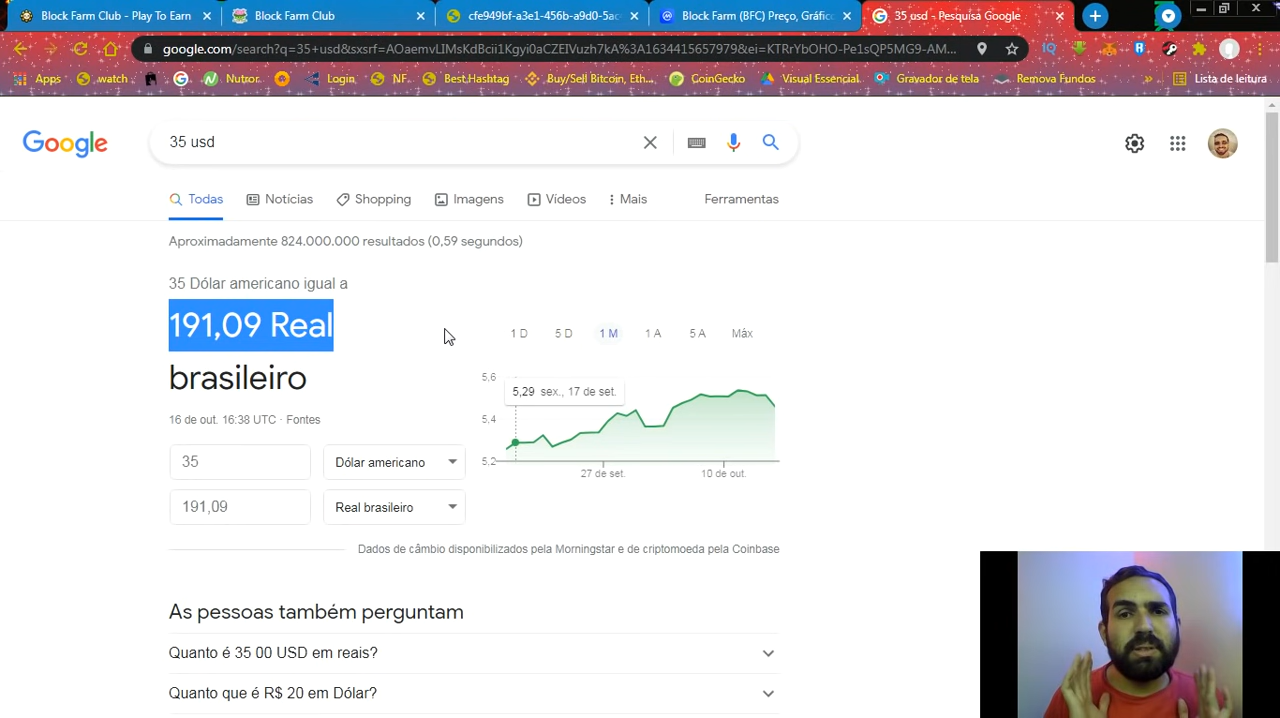 Block Farm Club - Play To Earn
Block Farm Club
cfe949bf-a3e1-456b-a9d0-5ac
Block Farm (BFC) Preço, Gráfic
35 usd - Pesquisa Google
google.com/search?q=35+usd&sxsrf=AOaemvLIMsKdBcii1Kgyi0aCZEIVuzh7kA%3A1634415657979&ei=KTRrYbOHO-Pe1sQP5MG9-AM...
Apps
watch
Nutror
Login
NF.
Best.Hashtag
Buy/Sell Bitcoin, Eth...
CoinGecko
Visual Essencial
Gravador de tela
Remova Fundos
»
Lista de leitura
Google
35 usd
Todas
Notícias
Shopping
Imagens
Vídeos
Mais
Ferramentas
Aproximadamente 824.000.000 resultados (0,59 segundos)
35 Dólar americano igual a
191,09 Real
brasileiro
16 de out. 16:38 UTC · Fontes
35
Dólar americano
191,09
Real brasileiro
1 D
5 D
1 M
1 A
5 A
Máx
5.6
5,29 sex., 17 de set.
5.4
5.2
27 de set.
10 de out.
Dados de câmbio disponibilizados pela Morningstar e de criptomoeda pela Coinbase
As pessoas também perguntam
Quanto é 35 00 USD em reais?
Quanto que é R$ 20 em Dólar?